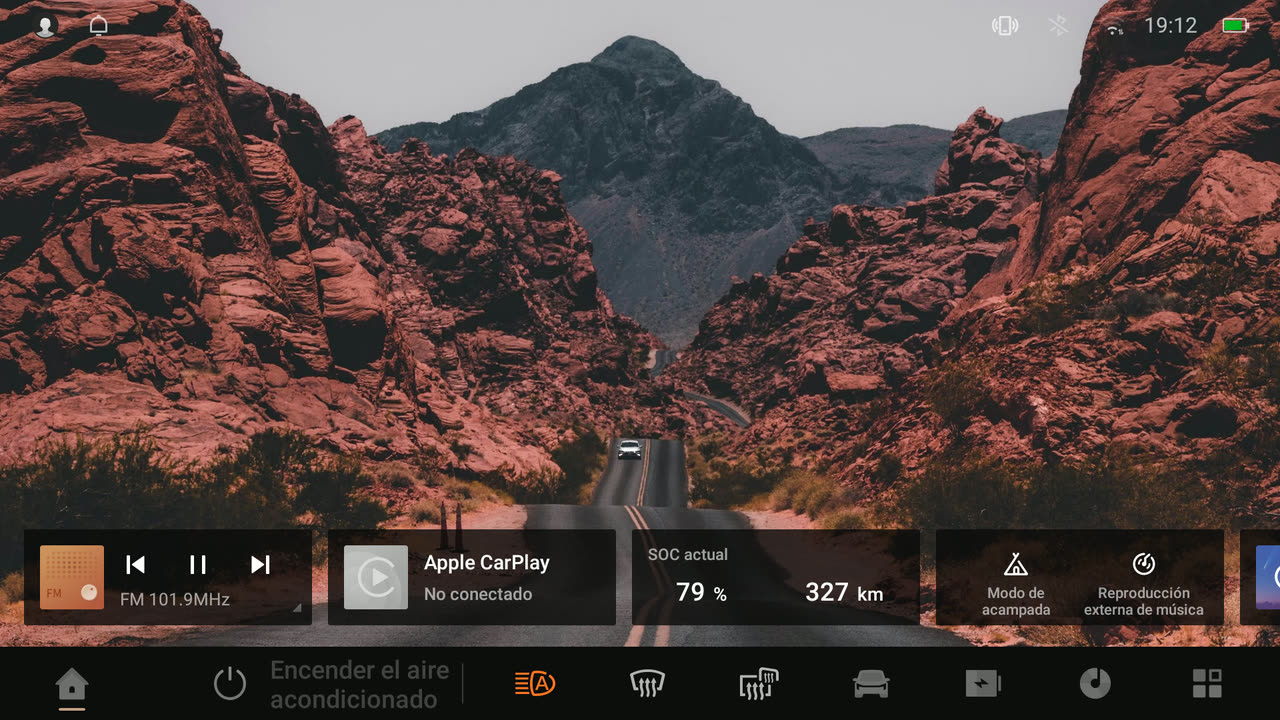 19:12
FM
FM 101.9MHz
Apple CarPlay
No conectado
SOC actual
79 %
327 km
Modo de
acampada
Reproducción
externa de música
Encender el aire
acondicionado
A